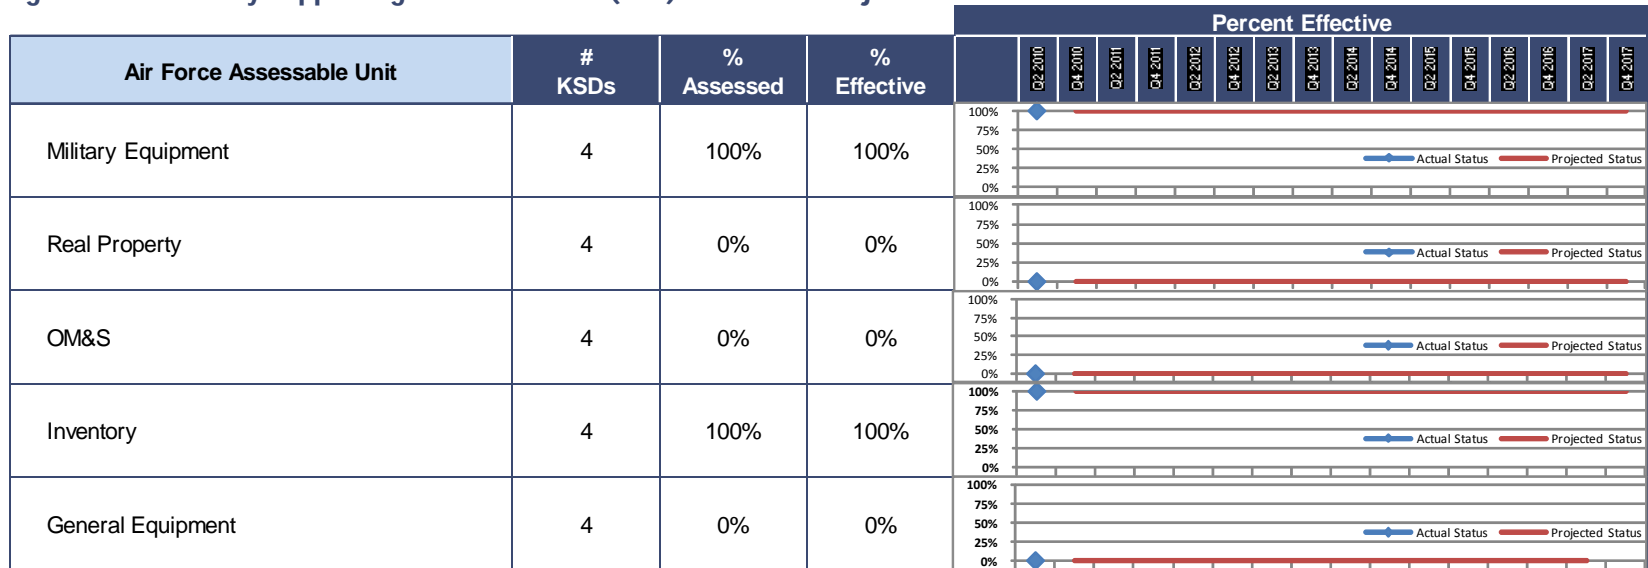 Percent Effective
Air Force Assessable Unit
#
KSDs
%
Assessed
%
Effective
Q2 2010
Q4 2010
Q2 2011
Q4 2011
Q2 2012
Q4 2012
Q2 2013
Q4 2013
Q2 2014
Q4 2014
Q2 2015
Q4 2015
Q2 2016
Q4 2016
Q2 2017
Q4 2017
Military Equipment 4 100% 100%
100%
75%
50%
25%
0%
Actual Status Projected Status
Real Property 4 0% 0%
100%
75%
50%
25%
0%
Actual Status Projected Status
OM&S 4 0% 0%
100%
75%
50%
25%
0%
Actual Status Projected Status
Inventory 4 100% 100%
100%
75%
50%
25%
0%
Actual Status Projected Status
General Equipment 4 0% 0%
100%
75%
50%
25%
0%
Actual Status Projected Status